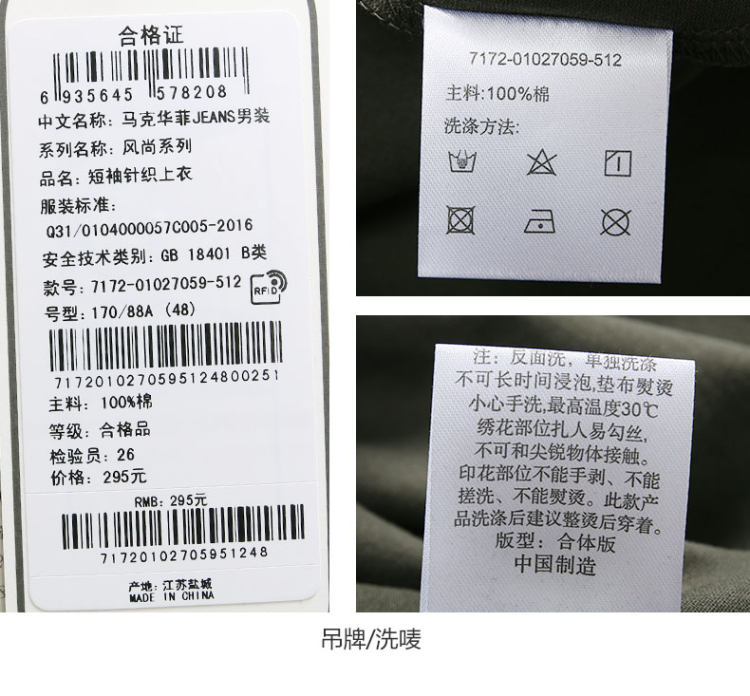 合格证
6 935645 578208
中文名称: 马克华菲JEANS男装
系列名称: 风尚系列
品名: 短袖针织上衣
服装标准:
Q31/0104000057C005-2016
安全技术类别: GB 18401 B类
款号: 7172-01027059-512
RFID
号型: 170/88A (48)
7172010270595124800251
主料: 100%棉
等级: 合格品
检验员: 26
价格: 295元
RMB: 295元
7172010270595 1248
产地: 江苏盐城
MADE IN CHINA
7172-01027059-512
主料:100%棉
洗涤方法:
注: 反面洗, 单独洗涤
不可长时间浸泡,垫布熨烫
小心手洗,最高温度30℃
绣花部位扎人易勾丝,
不可和尖锐物体接触。
印花部位不能手剥、不能
搓洗、不能熨烫。此款产
品洗涤后建议整烫后穿着。
版型: 合体版
中国制造
吊牌/洗唛